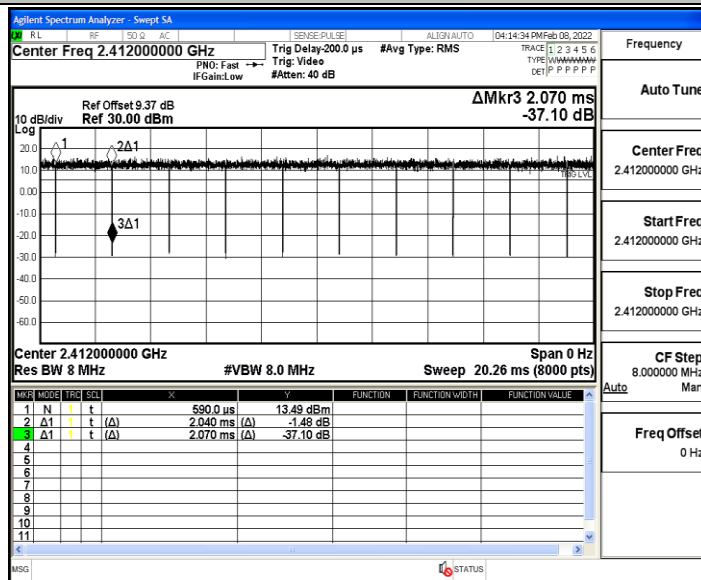 Agilent Spectrum Analyzer - Swept SA
RL RF 50 Ω AC SENSE:PULSE ALIGN AUTO 04:14:34 PM Feb 08, 2022
Center Freq 2.412000000 GHz
PNO: Fast
IFGain:Low
Trig Delay-200.0 µs
Trig: Video
#Atten: 40 dB
#Avg Type: RMS
TRACE 1 2 3 4 5 6
TYPE WWWWWW
DET P P P P P P
Frequency
Auto Tune
Center Freq
2.412000000 GHz
Start Freq
2.412000000 GHz
Stop Freq
2.412000000 GHz
CF Step
8.000000 MHz
Auto Man
Freq Offset
0 Hz
ΔMkr3 2.070 ms
-37.10 dB
Ref Offset 9.37 dB
10 dB/div Ref 30.00 dBm
Log
20.0
10.0
0.00
-10.0
-20.0
-30.0
-40.0
-50.0
-60.0
1
2Δ1
3Δ1
TRIG LVL
Center 2.412000000 GHz Span 0 Hz
Res BW 8 MHz #VBW 8.0 MHz Sweep 20.26 ms (8000 pts)
MKR MODE TRC SCL X Y FUNCTION FUNCTION WIDTH FUNCTION VALUE
1 N 1 t 590.0 µs 13.49 dBm
2 Δ1 1 t (Δ) 2.040 ms (Δ) -1.48 dB
3 Δ1 1 t (Δ) 2.070 ms (Δ) -37.10 dB
4
5
6
7
8
9
10
11
MSG STATUS